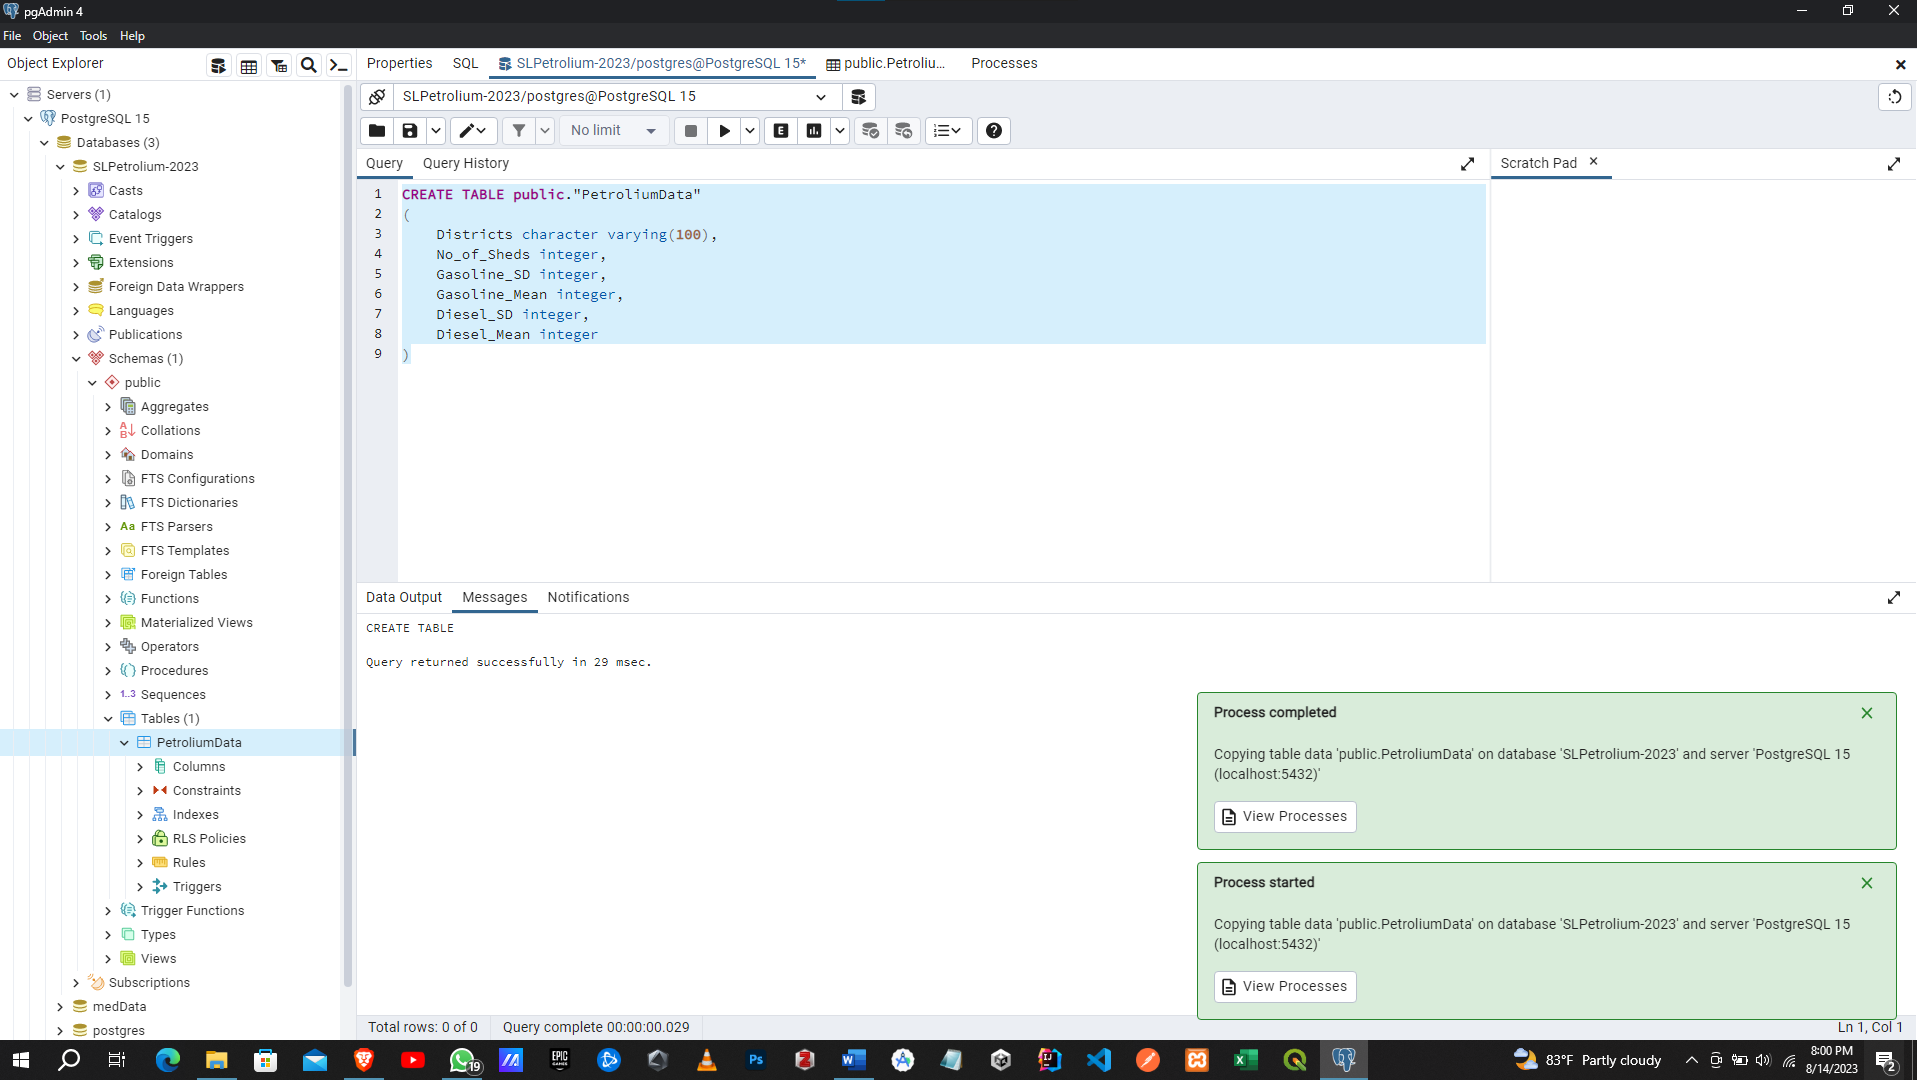 pgAdmin 4
File Object Tools Help
Object Explorer
Properties SQL SLPetrolium-2023/postgres@PostgreSQL 15* public.Petroliu... Processes
Servers (1)
PostgreSQL 15
Databases (3)
SLPetrolium-2023
Casts
Catalogs
Event Triggers
Extensions
Foreign Data Wrappers
Languages
Publications
Schemas (1)
public
Aggregates
Collations
Domains
FTS Configurations
FTS Dictionaries
Aa FTS Parsers
FTS Templates
Foreign Tables
Functions
Materialized Views
Operators
Procedures
1..3 Sequences
Tables (1)
PetroliumData
Columns
Constraints
Indexes
RLS Policies
Rules
Triggers
Trigger Functions
Types
Views
Subscriptions
medData
postgres
SLPetrolium-2023/postgres@PostgreSQL 15
No limit
E
Query Query History
Scratch Pad
1 CREATE TABLE public."PetroliumData"
2 (
3 Districts character varying(100),
4 No_of_Sheds integer,
5 Gasoline_SD integer,
6 Gasoline_Mean integer,
7 Diesel_SD integer,
8 Diesel_Mean integer
9 )
Data Output Messages Notifications
CREATE TABLE
Query returned successfully in 29 msec.
Process completed
Copying table data 'public.PetroliumData' on database 'SLPetrolium-2023' and server 'PostgreSQL 15
(localhost:5432)'
View Processes
Process started
Copying table data 'public.PetroliumData' on database 'SLPetrolium-2023' and server 'PostgreSQL 15
(localhost:5432)'
View Processes
Total rows: 0 of 0 Query complete 00:00:00.029
Ln 1, Col 1
19
EPIC
GAMES
Ps
83°F Partly cloudy
8:00 PM
8/14/2023
2